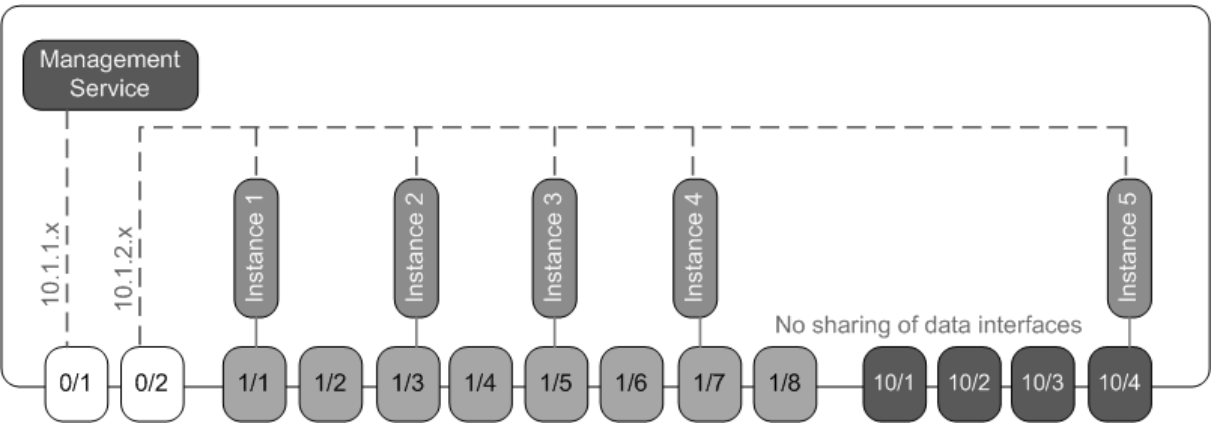 Management
Service
10.1.1.x
10.1.2.x
Instance 1
Instance 2
Instance 3
Instance 4
Instance 5
No sharing of data interfaces
0/1
0/2
1/1
1/2
1/3
1/4
1/5
1/6
1/7
1/8
10/1
10/2
10/3
10/4